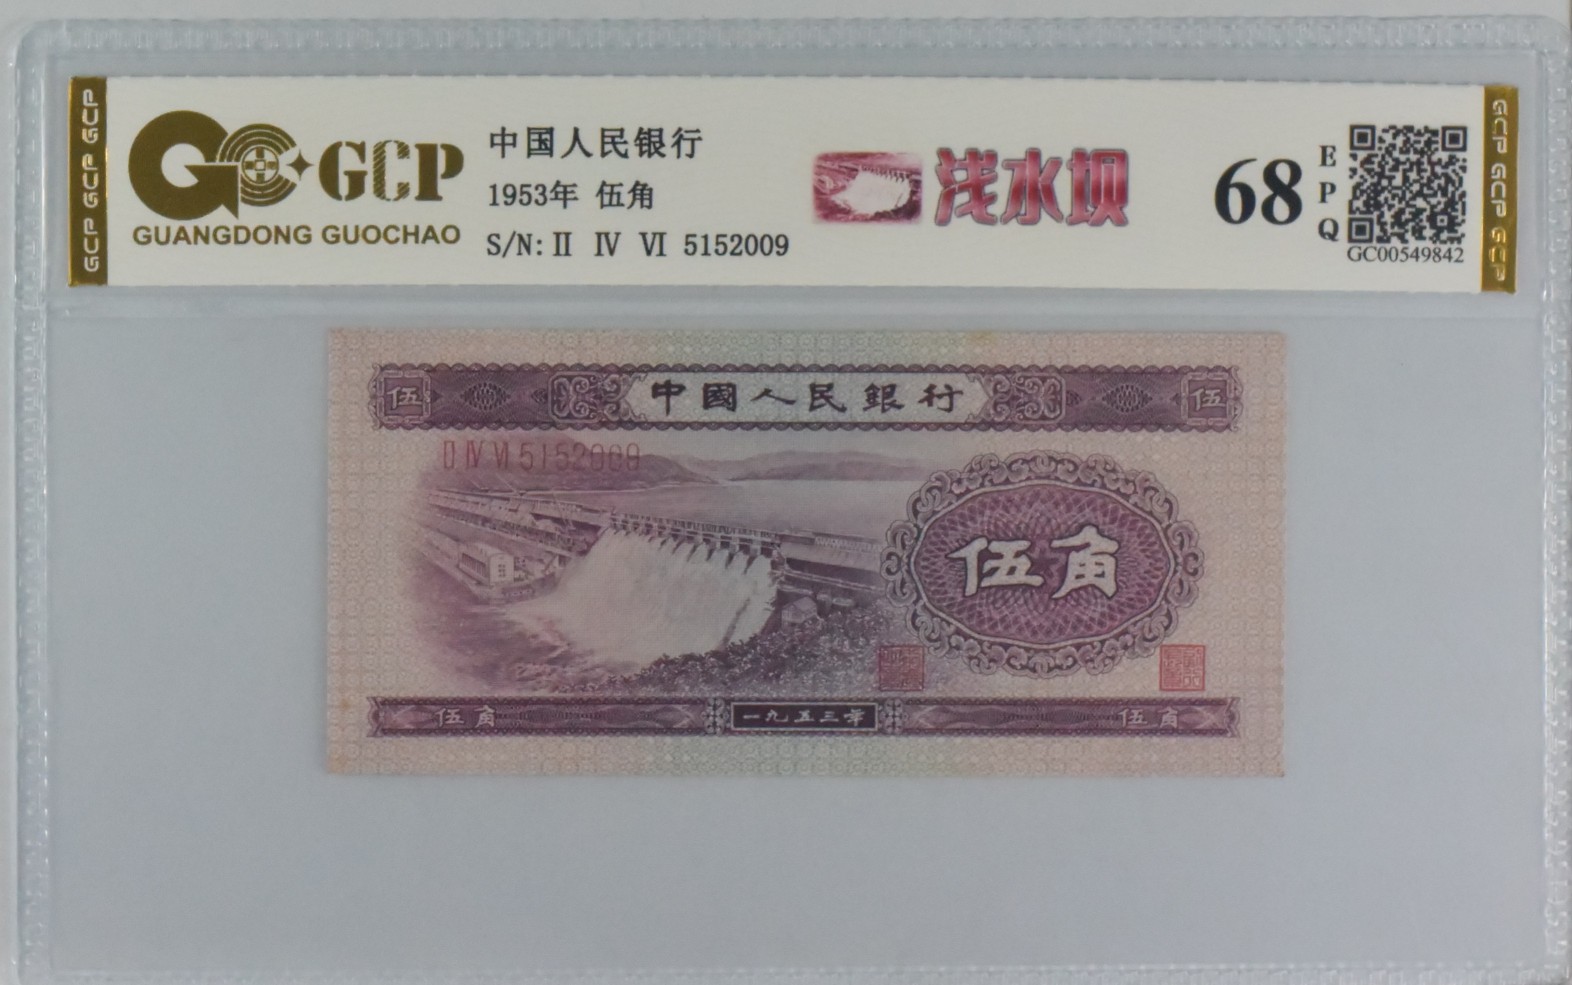 GCP GCP GCP
GCP
GUANGDONG GUOCHAO
中国人民银行
1953年 伍角
S/N: II IV VI 5152009
浅水坝
68
EPQ
GC00549842
GCP GCP GCP
伍 中國人民銀行 伍
II IV VI 5152009
伍角
伍角 一九五三年 伍角